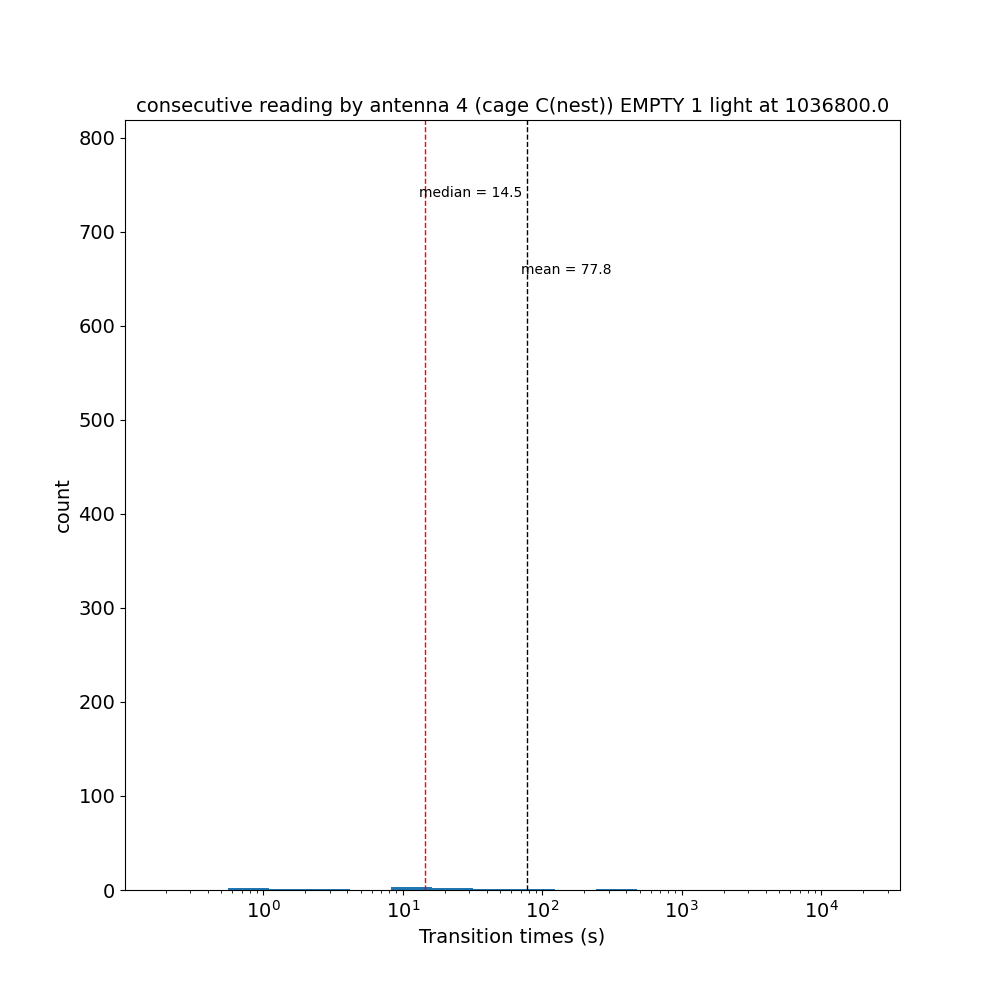 consecutive reading by antenna 4 (cage C(nest)) EMPTY 1 light at 1036800.0
800
median = 14.5
700
mean = 77.8
600
500
count
400
300
200
100
0
10⁰ 10¹ 10² 10³ 10⁴
Transition times (s)